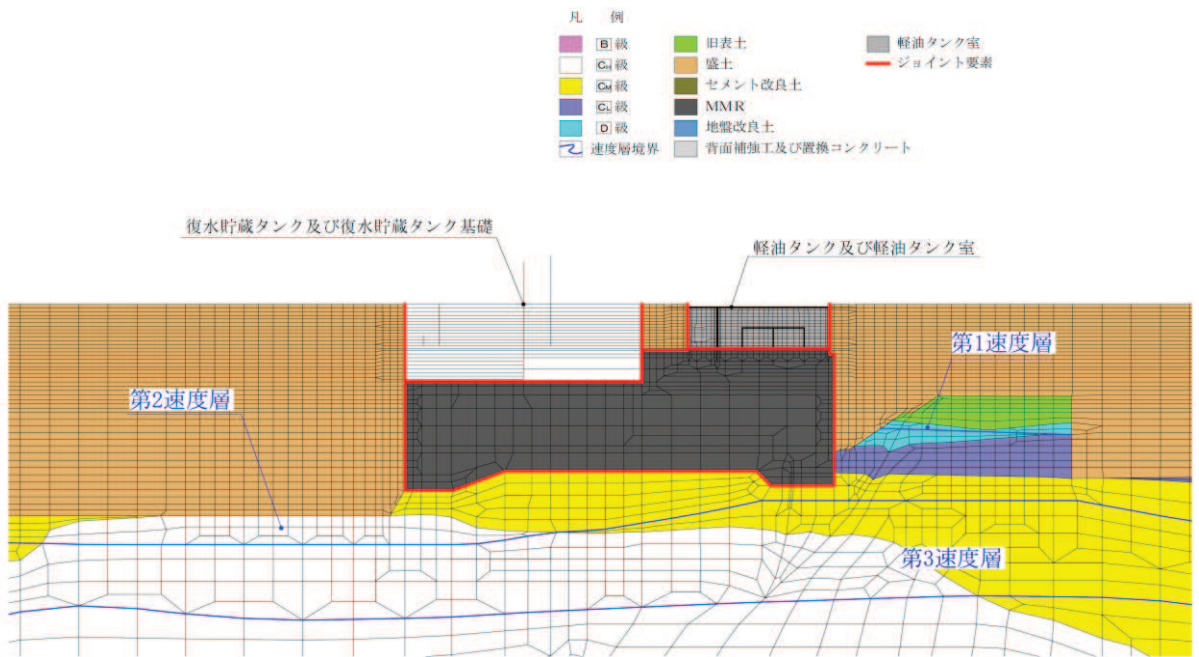 凡 例
B 級
CH 級
CM 級
CL 級
D 級
速度層境界
旧表土
盛土
セメント改良土
MMR
地盤改良土
背面補強工及び置換コンクリート
軽油タンク室
ジョイント要素
復水貯蔵タンク及び復水貯蔵タンク基礎
軽油タンク及び軽油タンク室
第1速度層
第2速度層
第3速度層